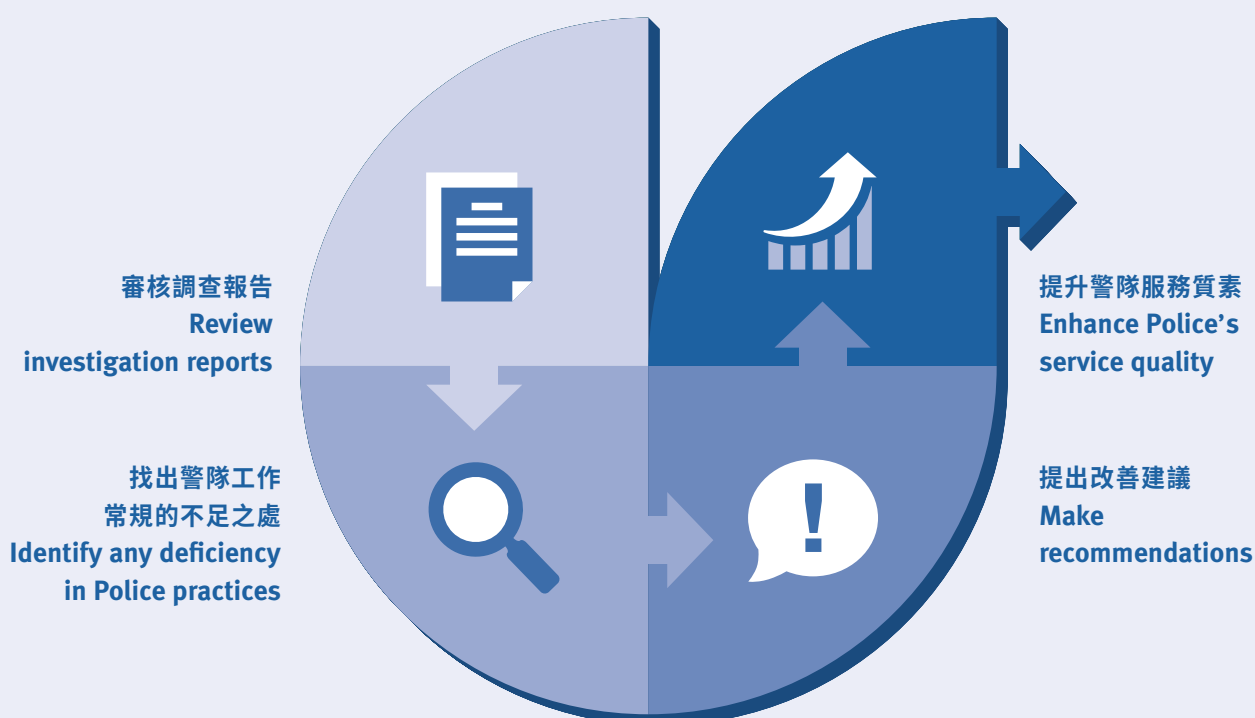 審核調查報告
Review
investigation reports
找出警隊工作
常規的不足之處
Identify any deficiency
in Police practices
提出改善建議
Make
recommendations
提升警隊服務質素
Enhance Police’s
service quality